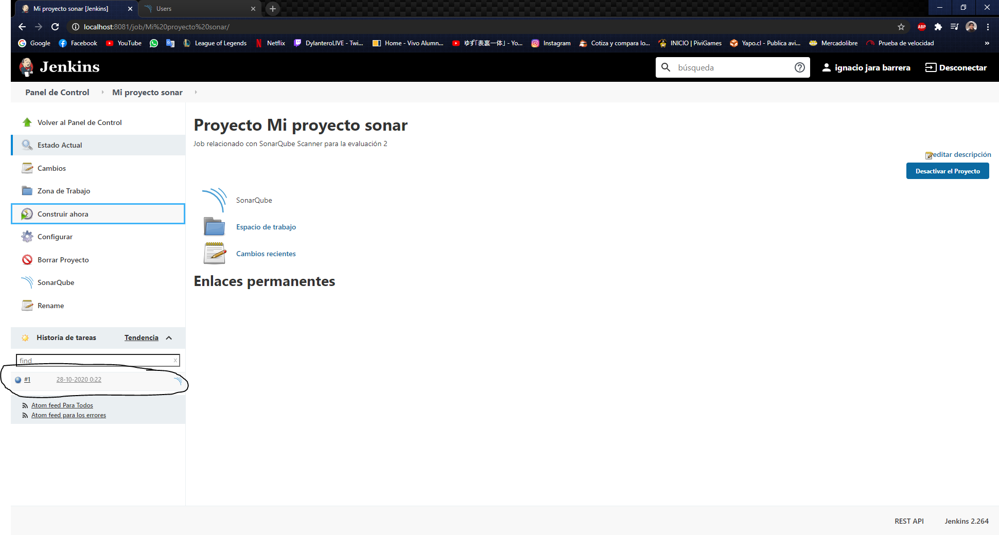 Mi proyecto sonar [Jenkins]
Users
localhost:8081/job/Mi%20proyecto%20sonar/
ABP
Google
Facebook
YouTube
League of Legends
Netflix
DylanteroLIVE - Twi...
Home - Vivo Alumn...
ゆず「表裏一体」 - Yo...
Instagram
Cotiza y compara lo...
INICIO | PiviGames
Yapo.cl - Publica avi...
Mercadolibre
Prueba de velocidad
Jenkins
búsqueda
ignacio jara barrera
Desconectar
Panel de Control
Mi proyecto sonar
Volver al Panel de Control
Estado Actual
Cambios
Zona de Trabajo
Construir ahora
Configurar
Borrar Proyecto
SonarQube
Rename
Historia de tareas
Tendencia
find
x
#1
28-10-2020 0:22
Atom feed Para Todos
Atom feed para los errores
Proyecto Mi proyecto sonar
Job relacionado con SonarQube Scanner para la evaluación 2
editar descripción
Desactivar el Proyecto
SonarQube
Espacio de trabajo
Cambios recientes
Enlaces permanentes
REST API
Jenkins 2.264